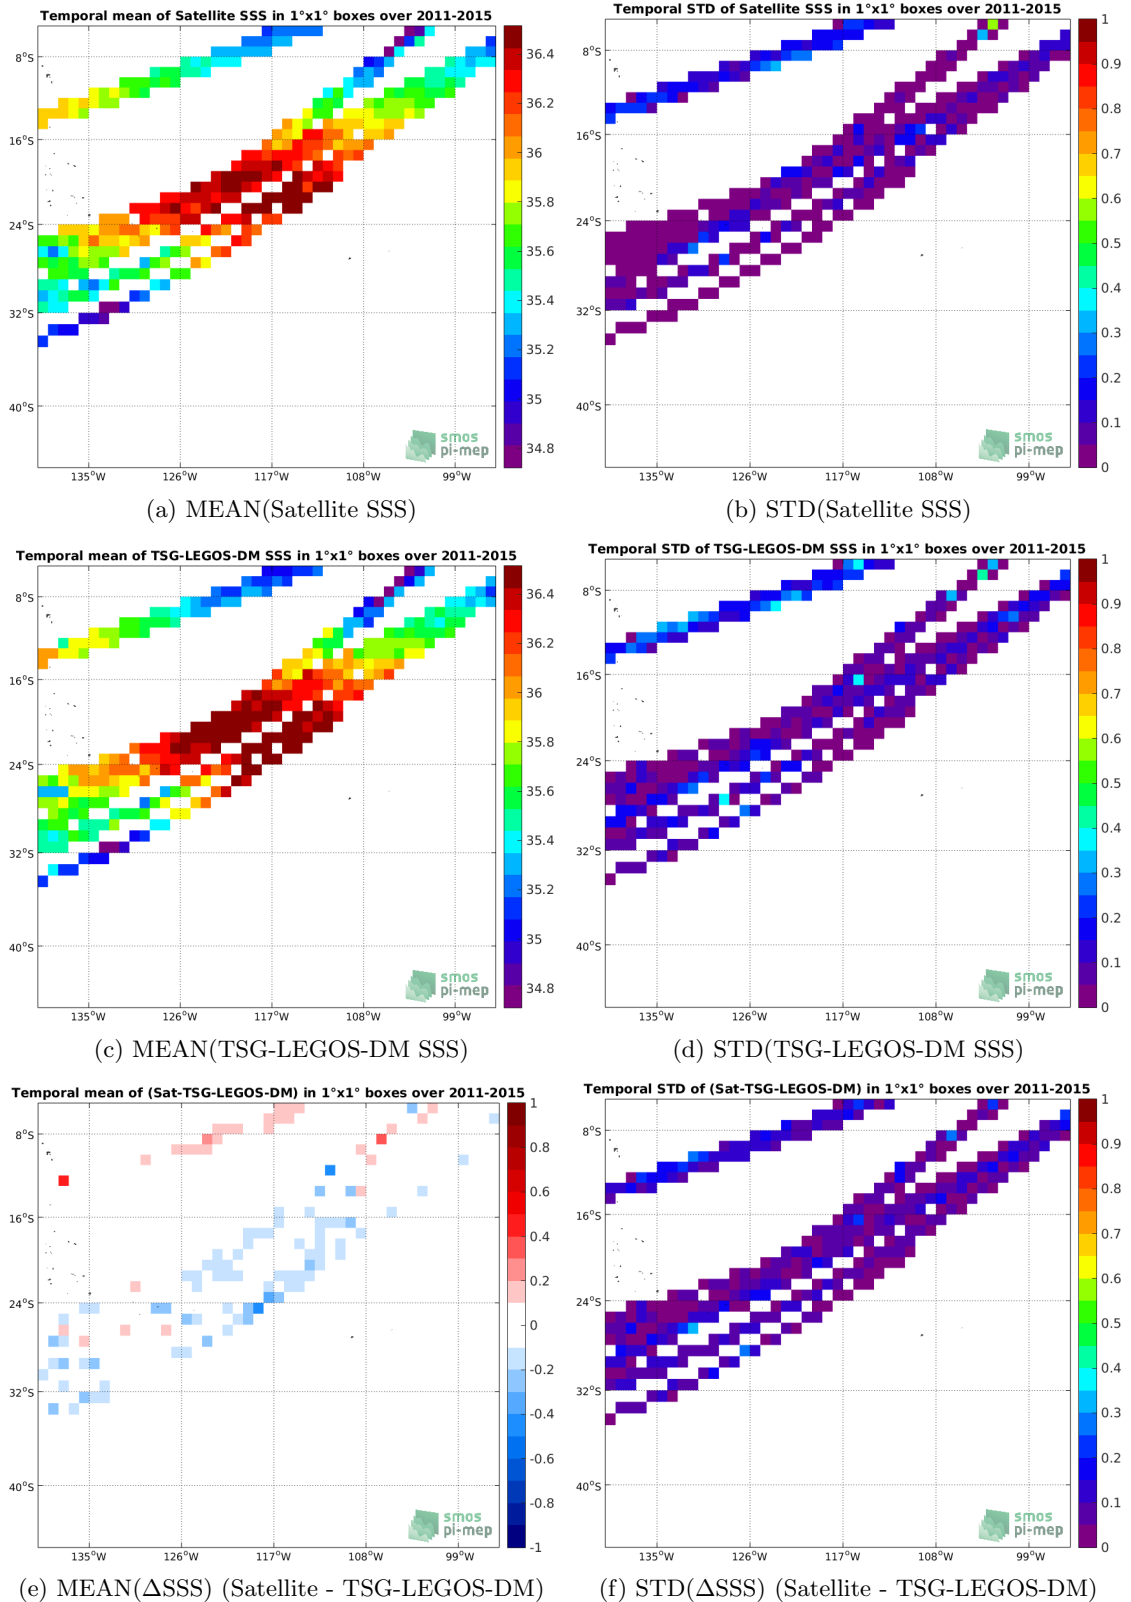 Temporal mean of Satellite SSS in 1°x1° boxes over 2011-2015
8°S
16°S
24°S
32°S
40°S
135°W
126°W
117°W
108°W
99°W
36.4
36.2
36
35.8
35.6
35.4
35.2
35
34.8
smos
pi-mep
(a) MEAN(Satellite SSS)
Temporal STD of Satellite SSS in 1°x1° boxes over 2011-2015
8°S
16°S
24°S
32°S
40°S
135°W
126°W
117°W
108°W
99°W
1
0.9
0.8
0.7
0.6
0.5
0.4
0.3
0.2
0.1
0
smos
pi-mep
(b) STD(Satellite SSS)
Temporal mean of TSG-LEGOS-DM SSS in 1°x1° boxes over 2011-2015
8°S
16°S
24°S
32°S
40°S
135°W
126°W
117°W
108°W
99°W
36.4
36.2
36
35.8
35.6
35.4
35.2
35
34.8
smos
pi-mep
(c) MEAN(TSG-LEGOS-DM SSS)
Temporal STD of TSG-LEGOS-DM SSS in 1°x1° boxes over 2011-2015
8°S
16°S
24°S
32°S
40°S
135°W
126°W
117°W
108°W
99°W
1
0.9
0.8
0.7
0.6
0.5
0.4
0.3
0.2
0.1
0
smos
pi-mep
(d) STD(TSG-LEGOS-DM SSS)
Temporal mean of (Sat-TSG-LEGOS-DM) in 1°x1° boxes over 2011-2015
8°S
16°S
24°S
32°S
40°S
135°W
126°W
117°W
108°W
99°W
1
0.8
0.6
0.4
0.2
0
-0.2
-0.4
-0.6
-0.8
-1
smos
pi-mep
(e) MEAN(ΔSSS) (Satellite - TSG-LEGOS-DM)
Temporal STD of (Sat-TSG-LEGOS-DM) in 1°x1° boxes over 2011-2015
8°S
16°S
24°S
32°S
40°S
135°W
126°W
117°W
108°W
99°W
1
0.9
0.8
0.7
0.6
0.5
0.4
0.3
0.2
0.1
0
smos
pi-mep
(f) STD(ΔSSS) (Satellite - TSG-LEGOS-DM)